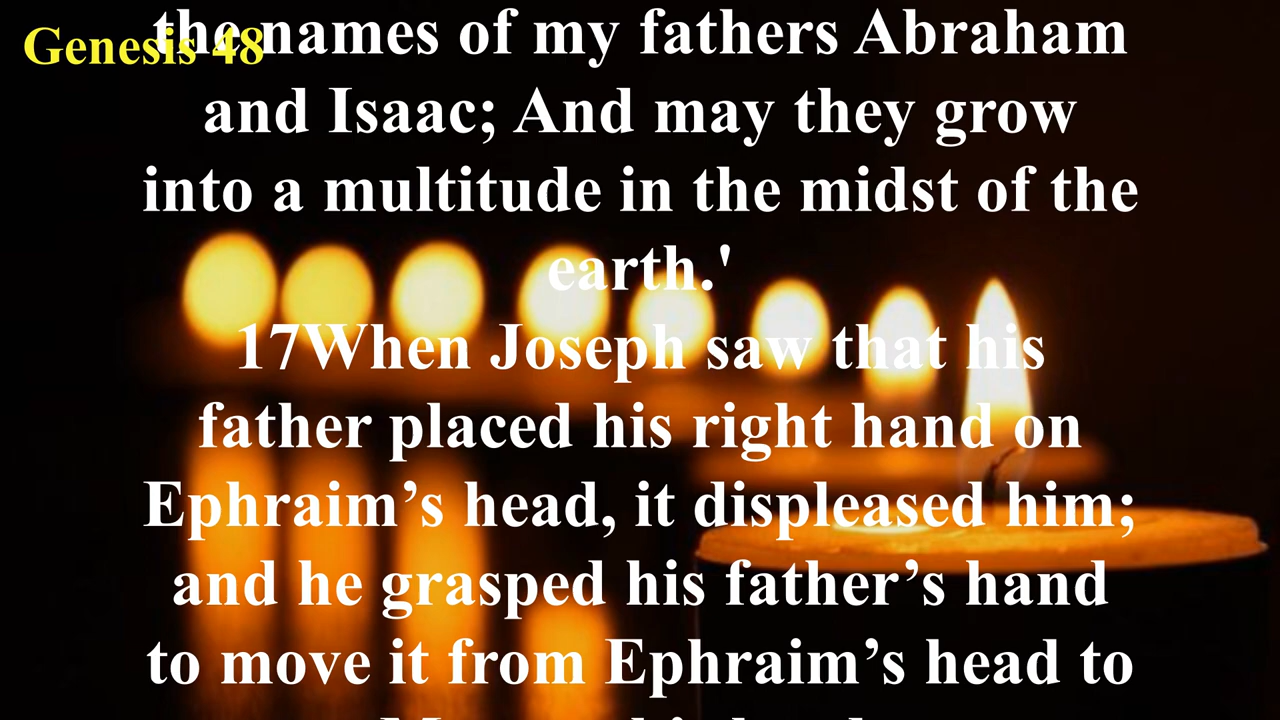 Genesis 48
the names of my fathers Abraham
and Isaac; And may they grow
into a multitude in the midst of the
earth.'
17When Joseph saw that his
father placed his right hand on
Ephraim’s head, it displeased him;
and he grasped his father’s hand
to move it from Ephraim’s head to